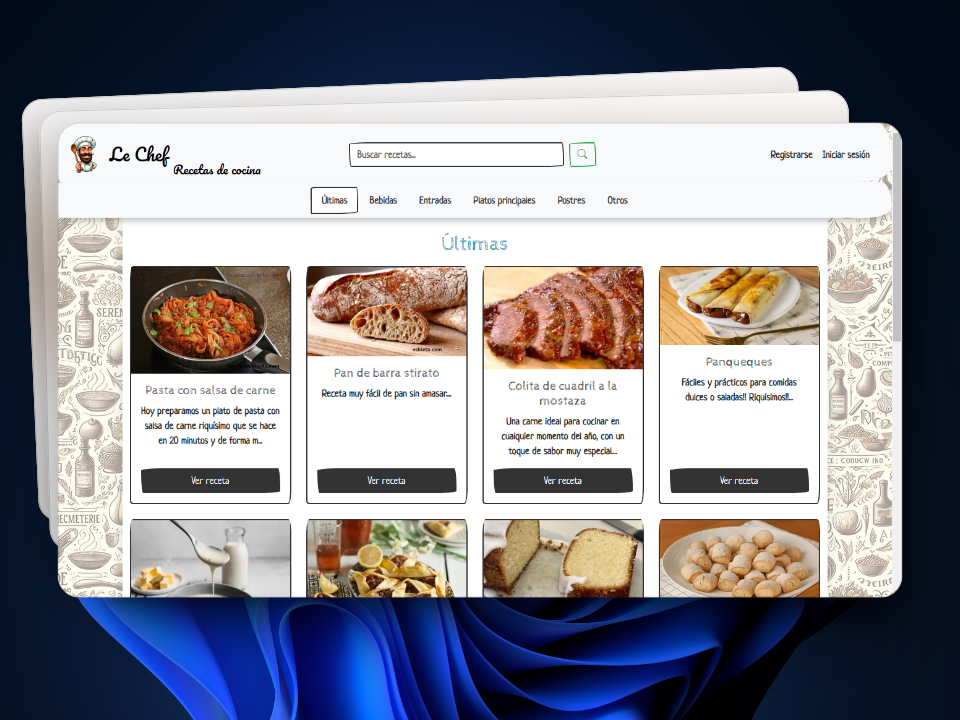 Le Chef
Recetas de cocina
Buscar recetas...
Registrarse
Iniciar sesión
Últimas
Bebidas
Entradas
Platos principales
Postres
Otros
Últimas
Pasta con salsa de carne
Hoy preparamos un plato de pasta con
salsa de carne riquísimo que se hace
en 20 minutos y de forma m...
Ver receta
esbieta.com
Pan de barra stirato
Receta muy fácil de pan sin amasar...
Ver receta
Colita de cuadril a la
mostaza
Una carne ideal para cocinar en
cualquier momento del año, con un
toque de sabor muy especial...
Ver receta
Panqueques
Fáciles y prácticos para comidas
dulces o saladas!! Riquísimos!!...
Ver receta